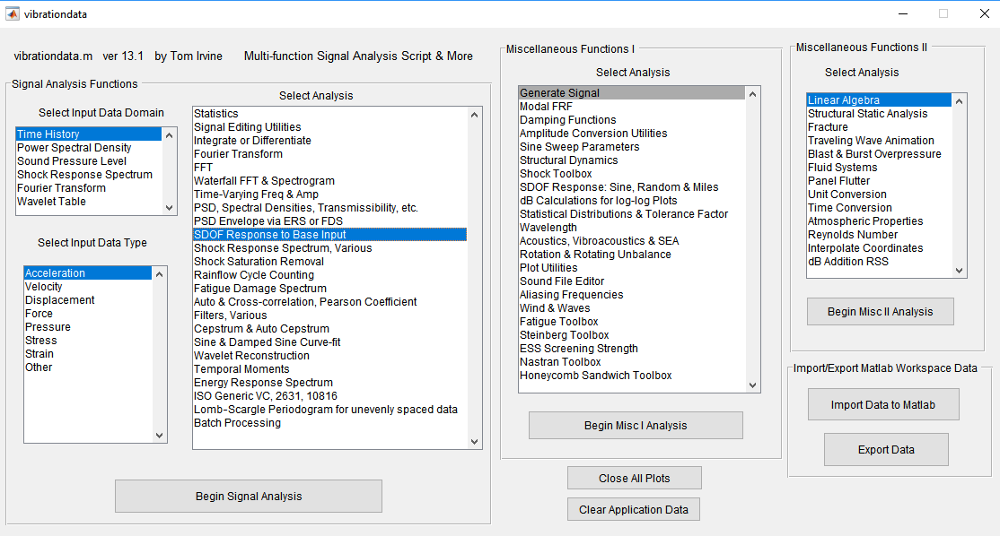 vibrationdata
vibrationdata.m ver 13.1 by Tom Irvine Multi-function Signal Analysis Script & More
Signal Analysis Functions
Select Input Data Domain
Time History
Power Spectral Density
Sound Pressure Level
Shock Response Spectrum
Fourier Transform
Wavelet Table
Select Input Data Type
Acceleration
Velocity
Displacement
Force
Pressure
Stress
Strain
Other
Select Analysis
Statistics
Signal Editing Utilities
Integrate or Differentiate
Fourier Transform
FFT
Waterfall FFT & Spectrogram
Time-Varying Freq & Amp
PSD, Spectral Densities, Transmissibility, etc.
PSD Envelope via ERS or FDS
SDOF Response to Base Input
Shock Response Spectrum, Various
Shock Saturation Removal
Rainflow Cycle Counting
Fatigue Damage Spectrum
Auto & Cross-correlation, Pearson Coefficient
Filters, Various
Cepstrum & Auto Cepstrum
Sine & Damped Sine Curve-fit
Wavelet Reconstruction
Temporal Moments
Energy Response Spectrum
ISO Generic VC, 2631, 10816
Lomb-Scargle Periodogram for unevenly spaced data
Batch Processing
Begin Signal Analysis
Miscellaneous Functions I
Select Analysis
Generate Signal
Modal FRF
Damping Functions
Amplitude Conversion Utilities
Sine Sweep Parameters
Structural Dynamics
Shock Toolbox
SDOF Response: Sine, Random & Miles
dB Calculations for log-log Plots
Statistical Distributions & Tolerance Factor
Wavelength
Acoustics, Vibroacoustics & SEA
Rotation & Rotating Unbalance
Plot Utilities
Sound File Editor
Aliasing Frequencies
Wind & Waves
Fatigue Toolbox
Steinberg Toolbox
ESS Screening Strength
Nastran Toolbox
Honeycomb Sandwich Toolbox
Begin Misc I Analysis
Close All Plots
Clear Application Data
Miscellaneous Functions II
Select Analysis
Linear Algebra
Structural Static Analysis
Fracture
Traveling Wave Animation
Blast & Burst Overpressure
Fluid Systems
Panel Flutter
Unit Conversion
Time Conversion
Atmospheric Properties
Reynolds Number
Interpolate Coordinates
dB Addition RSS
Begin Misc II Analysis
Import/Export Matlab Workspace Data
Import Data to Matlab
Export Data